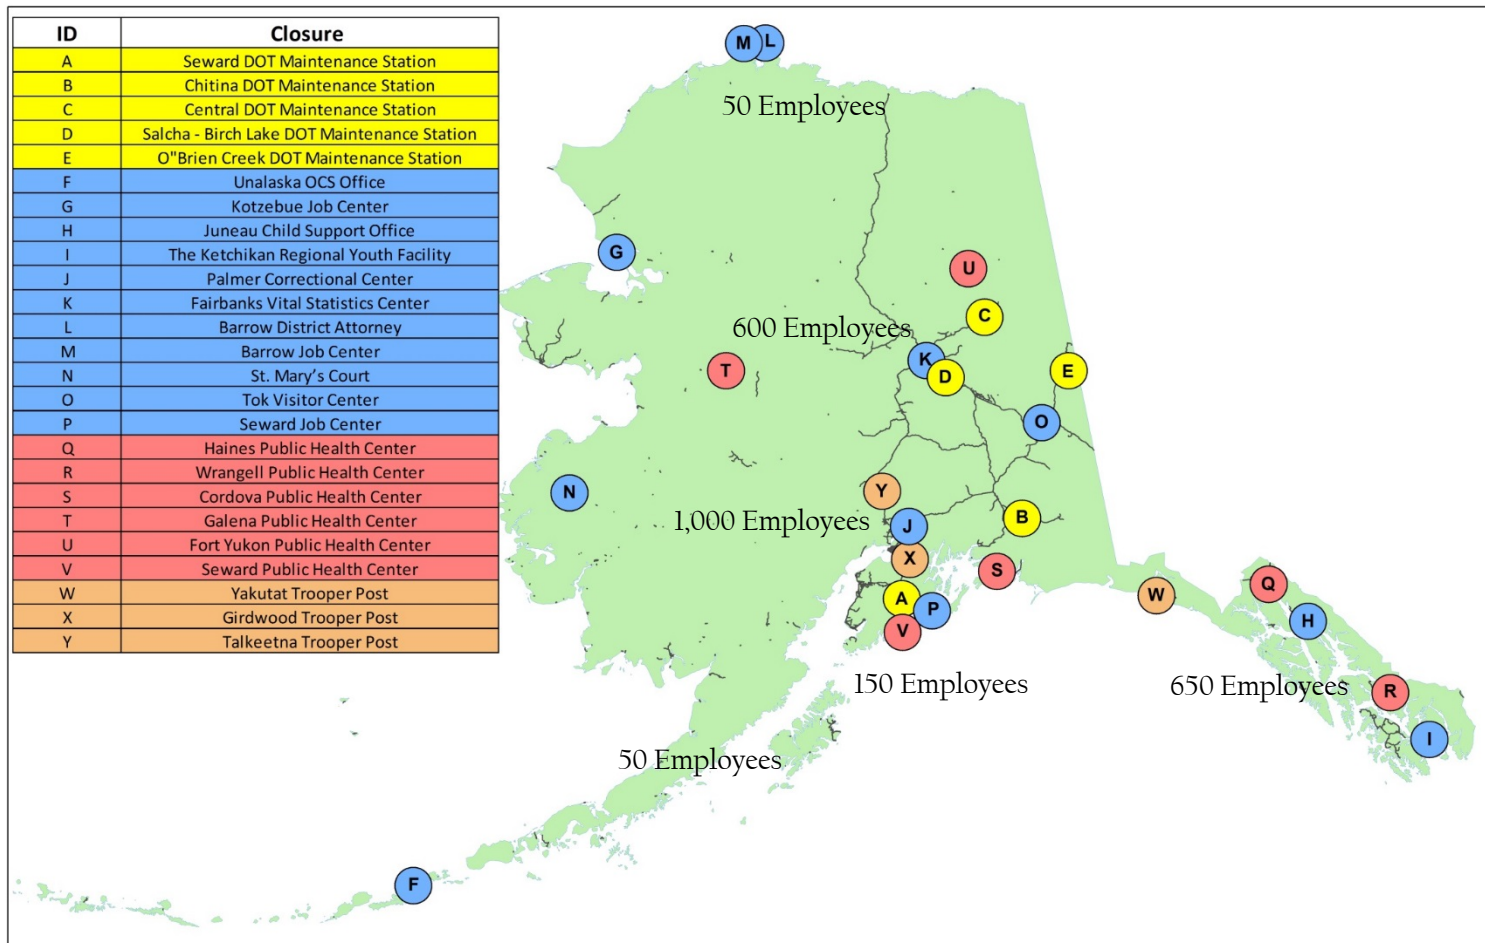 ID Closure
A Seward DOT Maintenance Station
B Chitina DOT Maintenance Station
C Central DOT Maintenance Station
D Salcha - Birch Lake DOT Maintenance Station
E O"Brien Creek DOT Maintenance Station
F Unalaska OCS Office
G Kotzebue Job Center
H Juneau Child Support Office
I The Ketchikan Regional Youth Facility
J Palmer Correctional Center
K Fairbanks Vital Statistics Center
L Barrow District Attorney
M Barrow Job Center
N St. Mary's Court
O Tok Visitor Center
P Seward Job Center
Q Haines Public Health Center
R Wrangell Public Health Center
S Cordova Public Health Center
T Galena Public Health Center
U Fort Yukon Public Health Center
V Seward Public Health Center
W Yakutat Trooper Post
X Girdwood Trooper Post
Y Talkeetna Trooper Post
M L
50 Employees
G
U
C
600 Employees
K
D
T
E
O
N
Y
1,000 Employees
J
B
X
S
A
P
V
W
Q
H
150 Employees
650 Employees
R
I
50 Employees
F